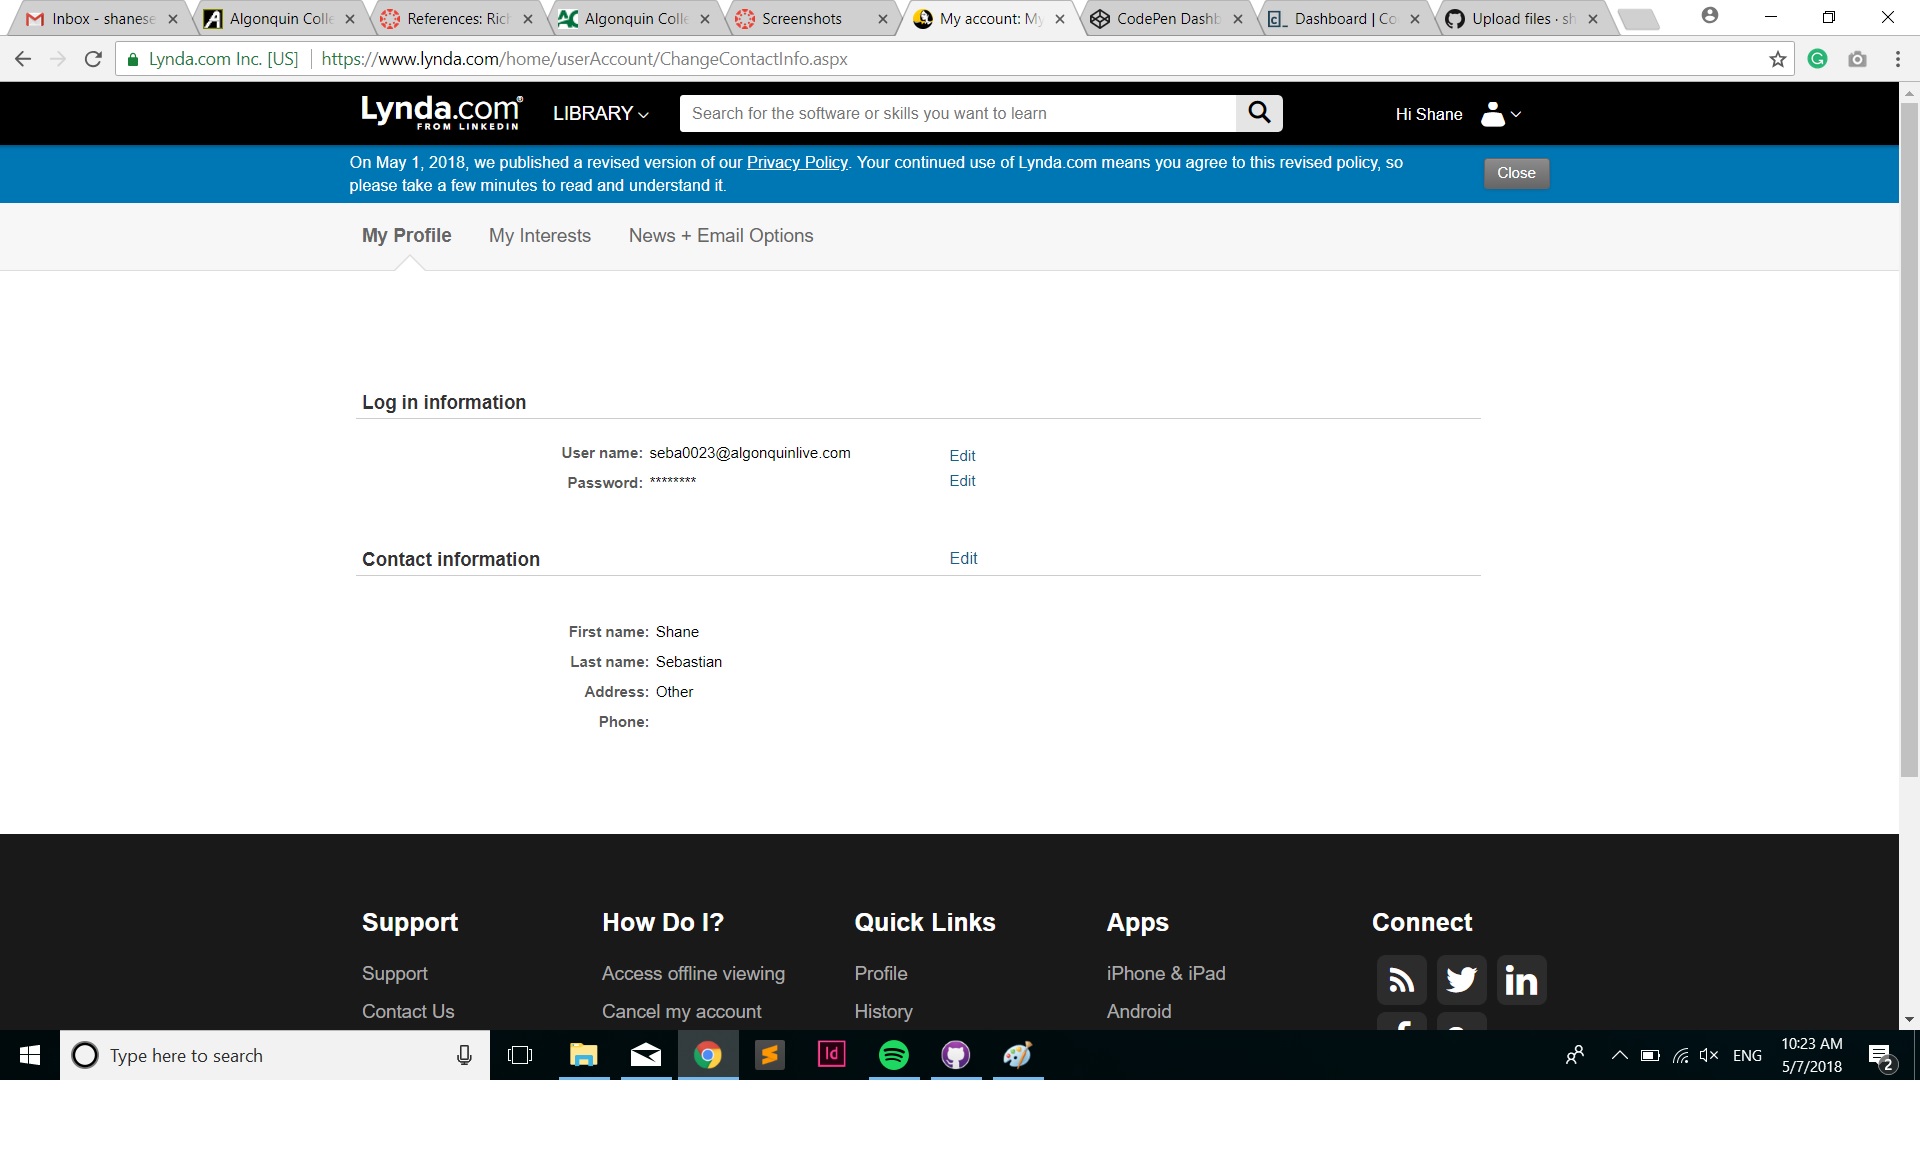 Inbox - shanese
Algonquin Colle
References: Rich
Algonquin Colle
Screenshots
My account: My
CodePen Dashb
Dashboard | Co
Upload files · sh
Lynda.com Inc. [US]
https://www.lynda.com/home/userAccount/ChangeContactInfo.aspx
Lynda.com®
FROM LINKEDIN
LIBRARY
Search for the software or skills you want to learn
Hi Shane
On May 1, 2018, we published a revised version of our Privacy Policy. Your continued use of Lynda.com means you agree to this revised policy, so
please take a few minutes to read and understand it.
Close
My Profile
My Interests
News + Email Options
Log in information
User name: seba0023@algonquinlive.com
Edit
Password: ********
Edit
Contact information
Edit
First name: Shane
Last name: Sebastian
Address: Other
Phone:
Support
How Do I?
Quick Links
Apps
Connect
Support
Access offline viewing
Profile
iPhone & iPad
Contact Us
Cancel my account
History
Android
Type here to search
Id
ENG
10:23 AM
5/7/2018
2